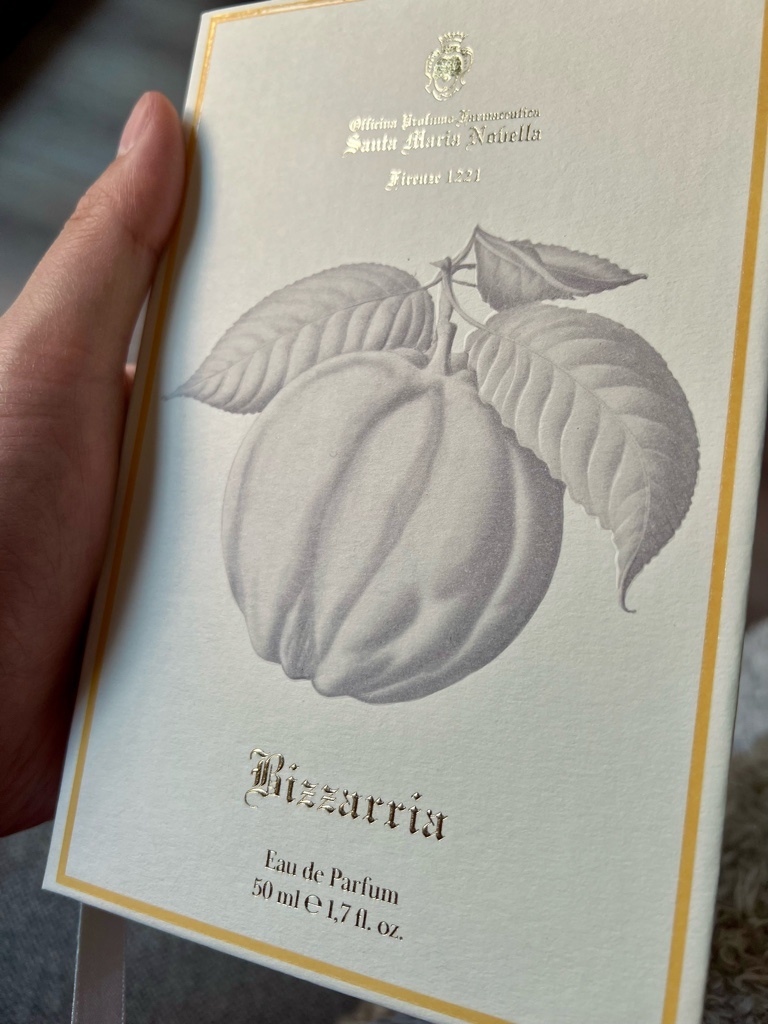 Officina Profumo-Farmaceutica
Santa Maria Novella
Firenze 1221
Bizzarria
Eau de Parfum
50 ml ℮ 1,7 fl. oz.